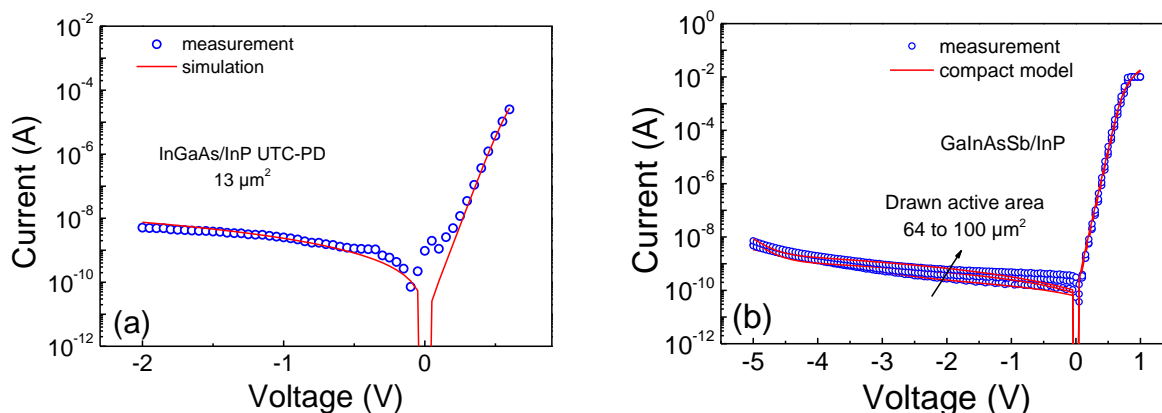 10^-2
10^-4
10^-6
10^-8
10^-10
10^-12
Current (A)
measurement
simulation
InGaAs/InP UTC-PD
13 µm^2
(a)
-2 -1 0
Voltage (V)
10^0
10^-2
10^-4
10^-6
10^-8
10^-10
10^-12
Current (A)
measurement
compact model
GaInAsSb/InP
Drawn active area
64 to 100 µm^2
(b)
-5 -4 -3 -2 -1 0 1
Voltage (V)